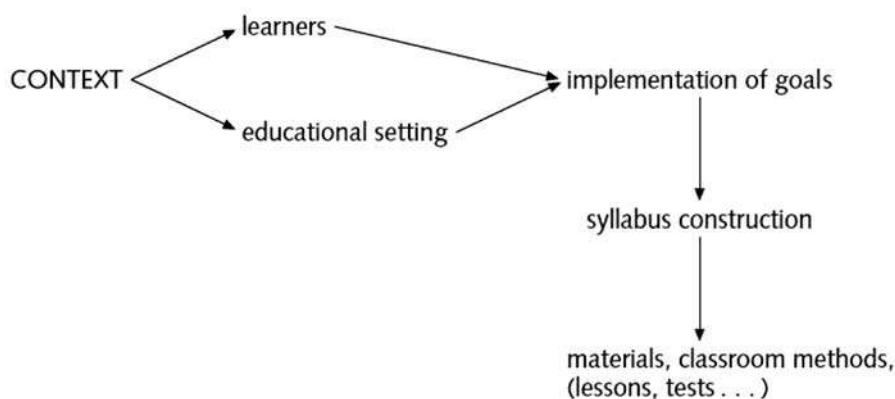 learners
CONTEXT
implementation of goals
educational setting
syllabus construction
materials, classroom methods,
(lessons, tests . . .)